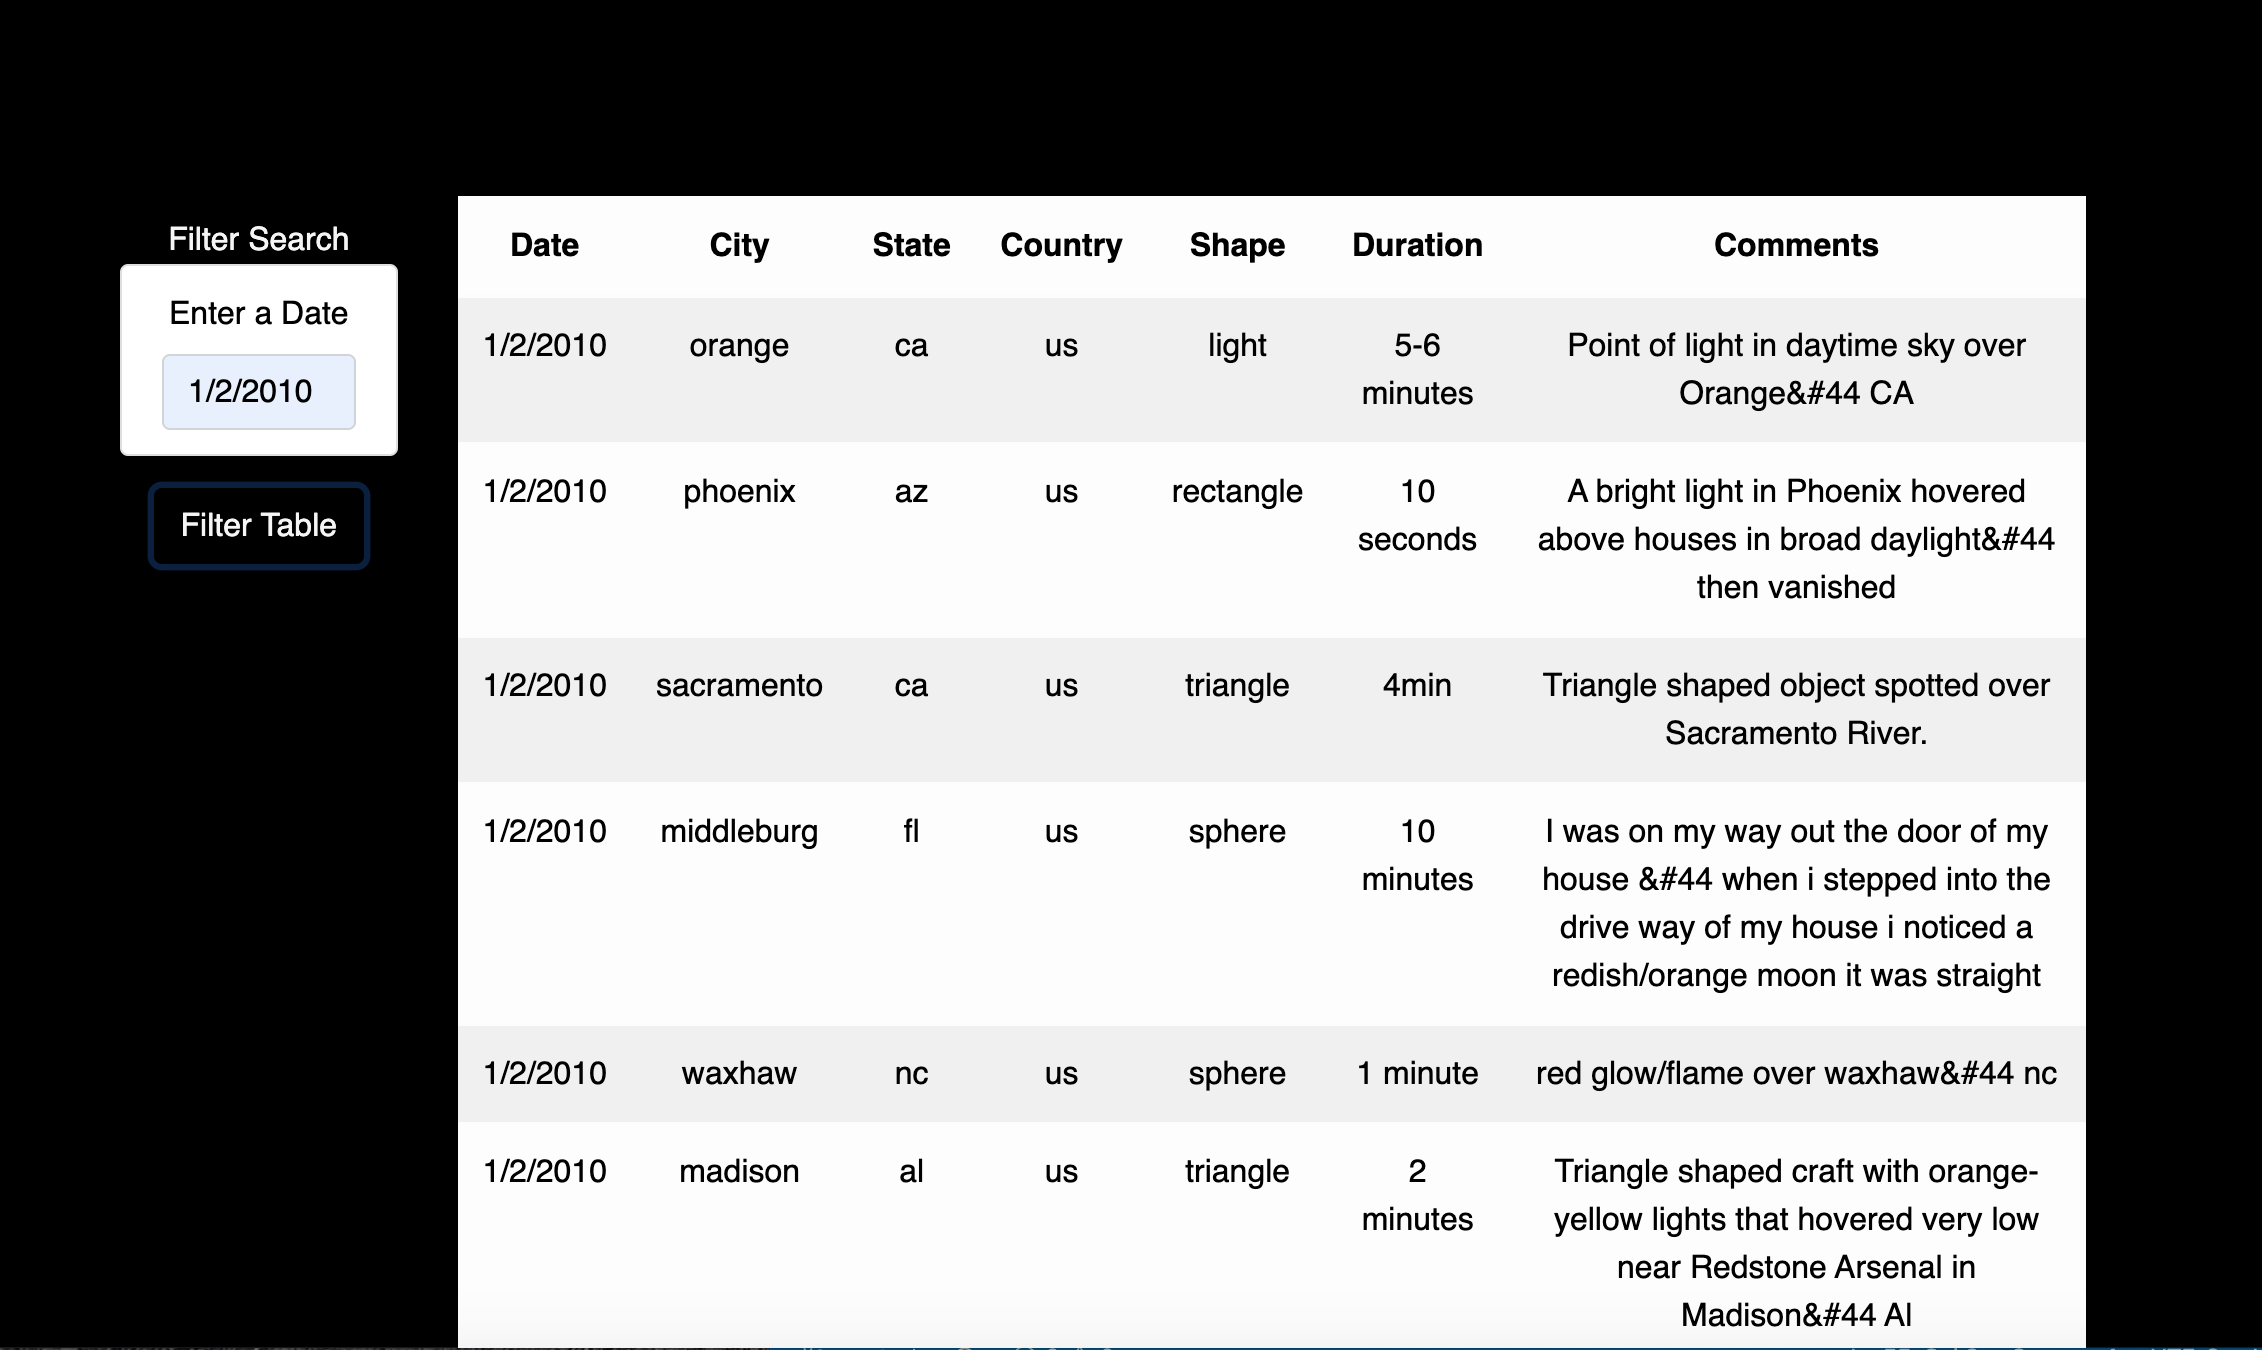 Filter Search
Enter a Date
1/2/2010
Filter Table
Date City State Country Shape Duration Comments
1/2/2010 orange ca us light 5-6 minutes Point of light in daytime sky over
Orange&#44 CA
1/2/2010 phoenix az us rectangle 10 seconds A bright light in Phoenix hovered
above houses in broad daylight&#44
then vanished
1/2/2010 sacramento ca us triangle 4min Triangle shaped object spotted over
Sacramento River.
1/2/2010 middleburg fl us sphere 10 minutes I was on my way out the door of my
house &#44 when i stepped into the
drive way of my house i noticed a
redish/orange moon it was straight
1/2/2010 waxhaw nc us sphere 1 minute red glow/flame over waxhaw&#44 nc
1/2/2010 madison al us triangle 2 minutes Triangle shaped craft with orange-
yellow lights that hovered very low
near Redstone Arsenal in
Madison&#44 Al